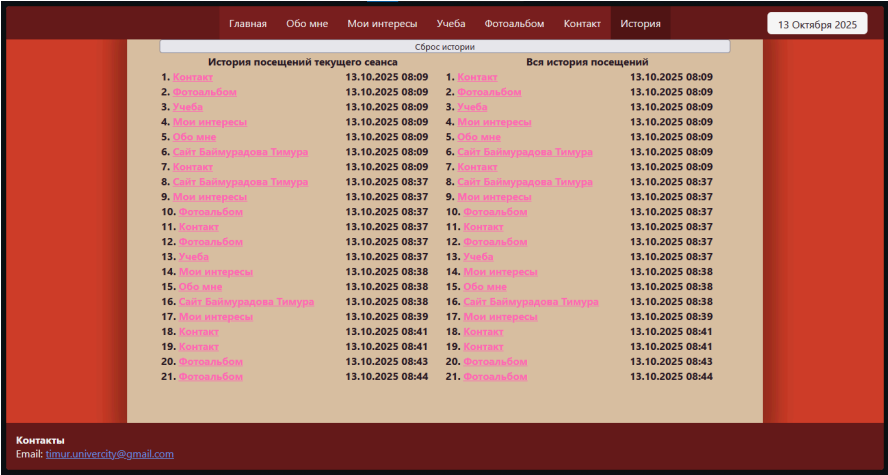 Главная Обо мне Мои интересы Учеба Фотоальбом Контакт История 13 Октября 2025
Сброс истории
История посещений текущего сеанса Вся история посещений
1. Контакт 13.10.2025 08:09 1. Контакт 13.10.2025 08:09
2. Фотоальбом 13.10.2025 08:09 2. Фотоальбом 13.10.2025 08:09
3. Учеба 13.10.2025 08:09 3. Учеба 13.10.2025 08:09
4. Мои интересы 13.10.2025 08:09 4. Мои интересы 13.10.2025 08:09
5. Обо мне 13.10.2025 08:09 5. Обо мне 13.10.2025 08:09
6. Сайт Баймурадова Тимура 13.10.2025 08:09 6. Сайт Баймурадова Тимура 13.10.2025 08:09
7. Контакт 13.10.2025 08:09 7. Контакт 13.10.2025 08:09
8. Сайт Баймурадова Тимура 13.10.2025 08:37 8. Сайт Баймурадова Тимура 13.10.2025 08:37
9. Мои интересы 13.10.2025 08:37 9. Мои интересы 13.10.2025 08:37
10. Фотоальбом 13.10.2025 08:37 10. Фотоальбом 13.10.2025 08:37
11. Контакт 13.10.2025 08:37 11. Контакт 13.10.2025 08:37
12. Фотоальбом 13.10.2025 08:37 12. Фотоальбом 13.10.2025 08:37
13. Учеба 13.10.2025 08:37 13. Учеба 13.10.2025 08:37
14. Мои интересы 13.10.2025 08:38 14. Мои интересы 13.10.2025 08:38
15. Обо мне 13.10.2025 08:38 15. Обо мне 13.10.2025 08:38
16. Сайт Баймурадова Тимура 13.10.2025 08:38 16. Сайт Баймурадова Тимура 13.10.2025 08:38
17. Мои интересы 13.10.2025 08:39 17. Мои интересы 13.10.2025 08:39
18. Контакт 13.10.2025 08:41 18. Контакт 13.10.2025 08:41
19. Контакт 13.10.2025 08:41 19. Контакт 13.10.2025 08:41
20. Фотоальбом 13.10.2025 08:43 20. Фотоальбом 13.10.2025 08:43
21. Фотоальбом 13.10.2025 08:44 21. Фотоальбом 13.10.2025 08:44
Контакты
Email: timur.univercity@gmail.com